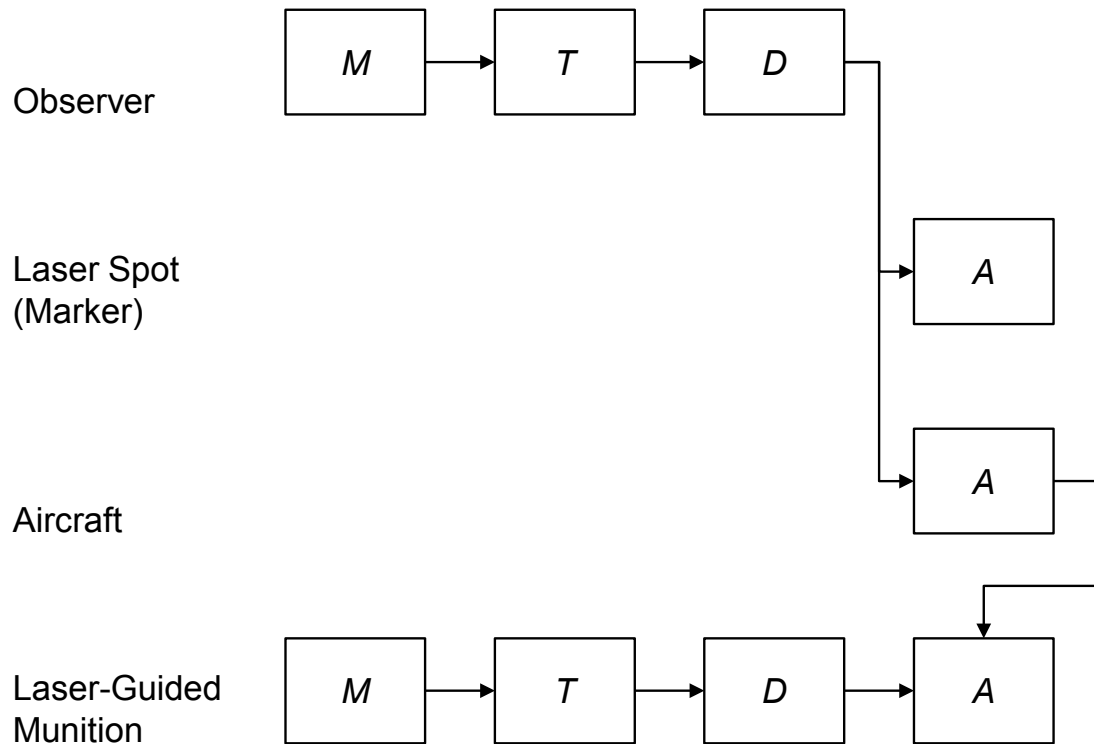 M
T
D
Observer
Laser Spot
(Marker)
A
Aircraft
A
Laser-Guided
Munition
M
T
D
A